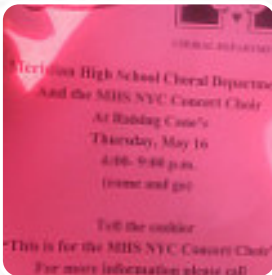 CHORAL DEPARTMENT
High School Choral Departme
And the MHS NYC Concert Choir
At Raising Cane's
Thursday, May 16
4:00- 9:00 p.m.
(come and go)
Tell the cashier
"This is for the MHS NYC Concert Choir"
For more information please call